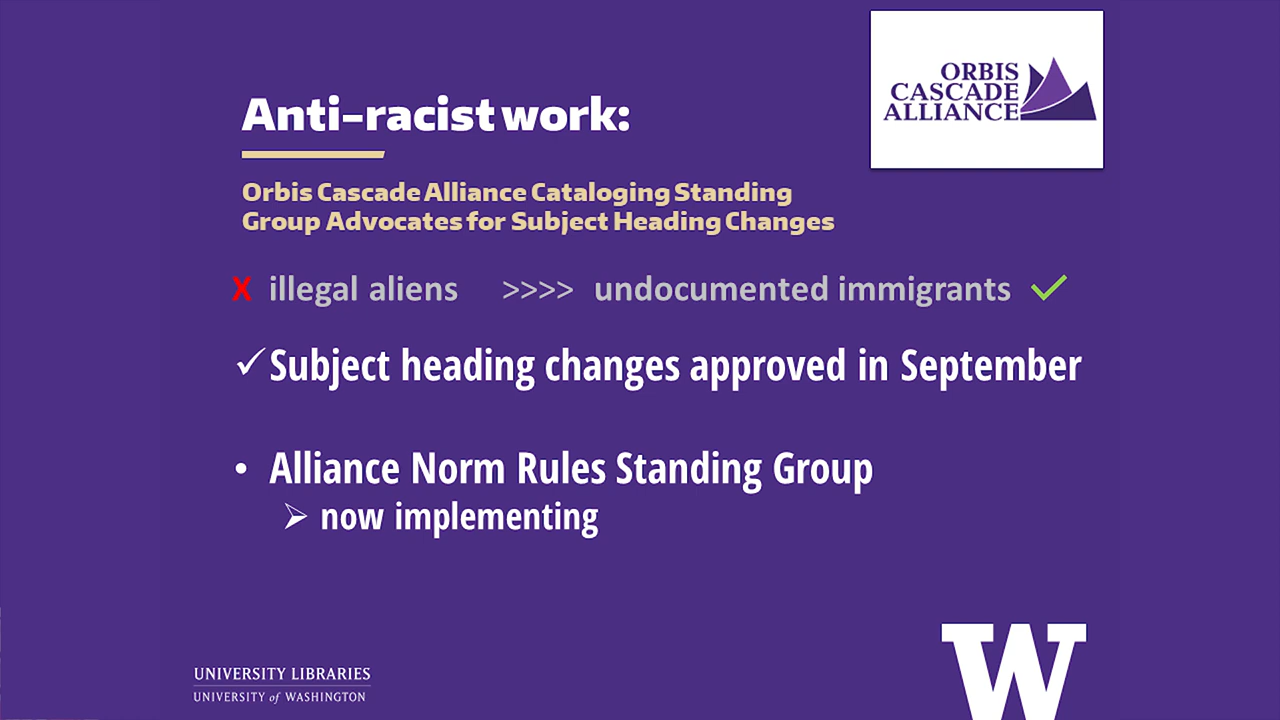 ORBIS
CASCADE
ALLIANCE
Anti-racist work:
Orbis Cascade Alliance Cataloging Standing
Group Advocates for Subject Heading Changes
X illegal aliens >>>> undocumented immigrants ✓
✓ Subject heading changes approved in September
• Alliance Norm Rules Standing Group
➢ now implementing
UNIVERSITY LIBRARIES
UNIVERSITY of WASHINGTON
W